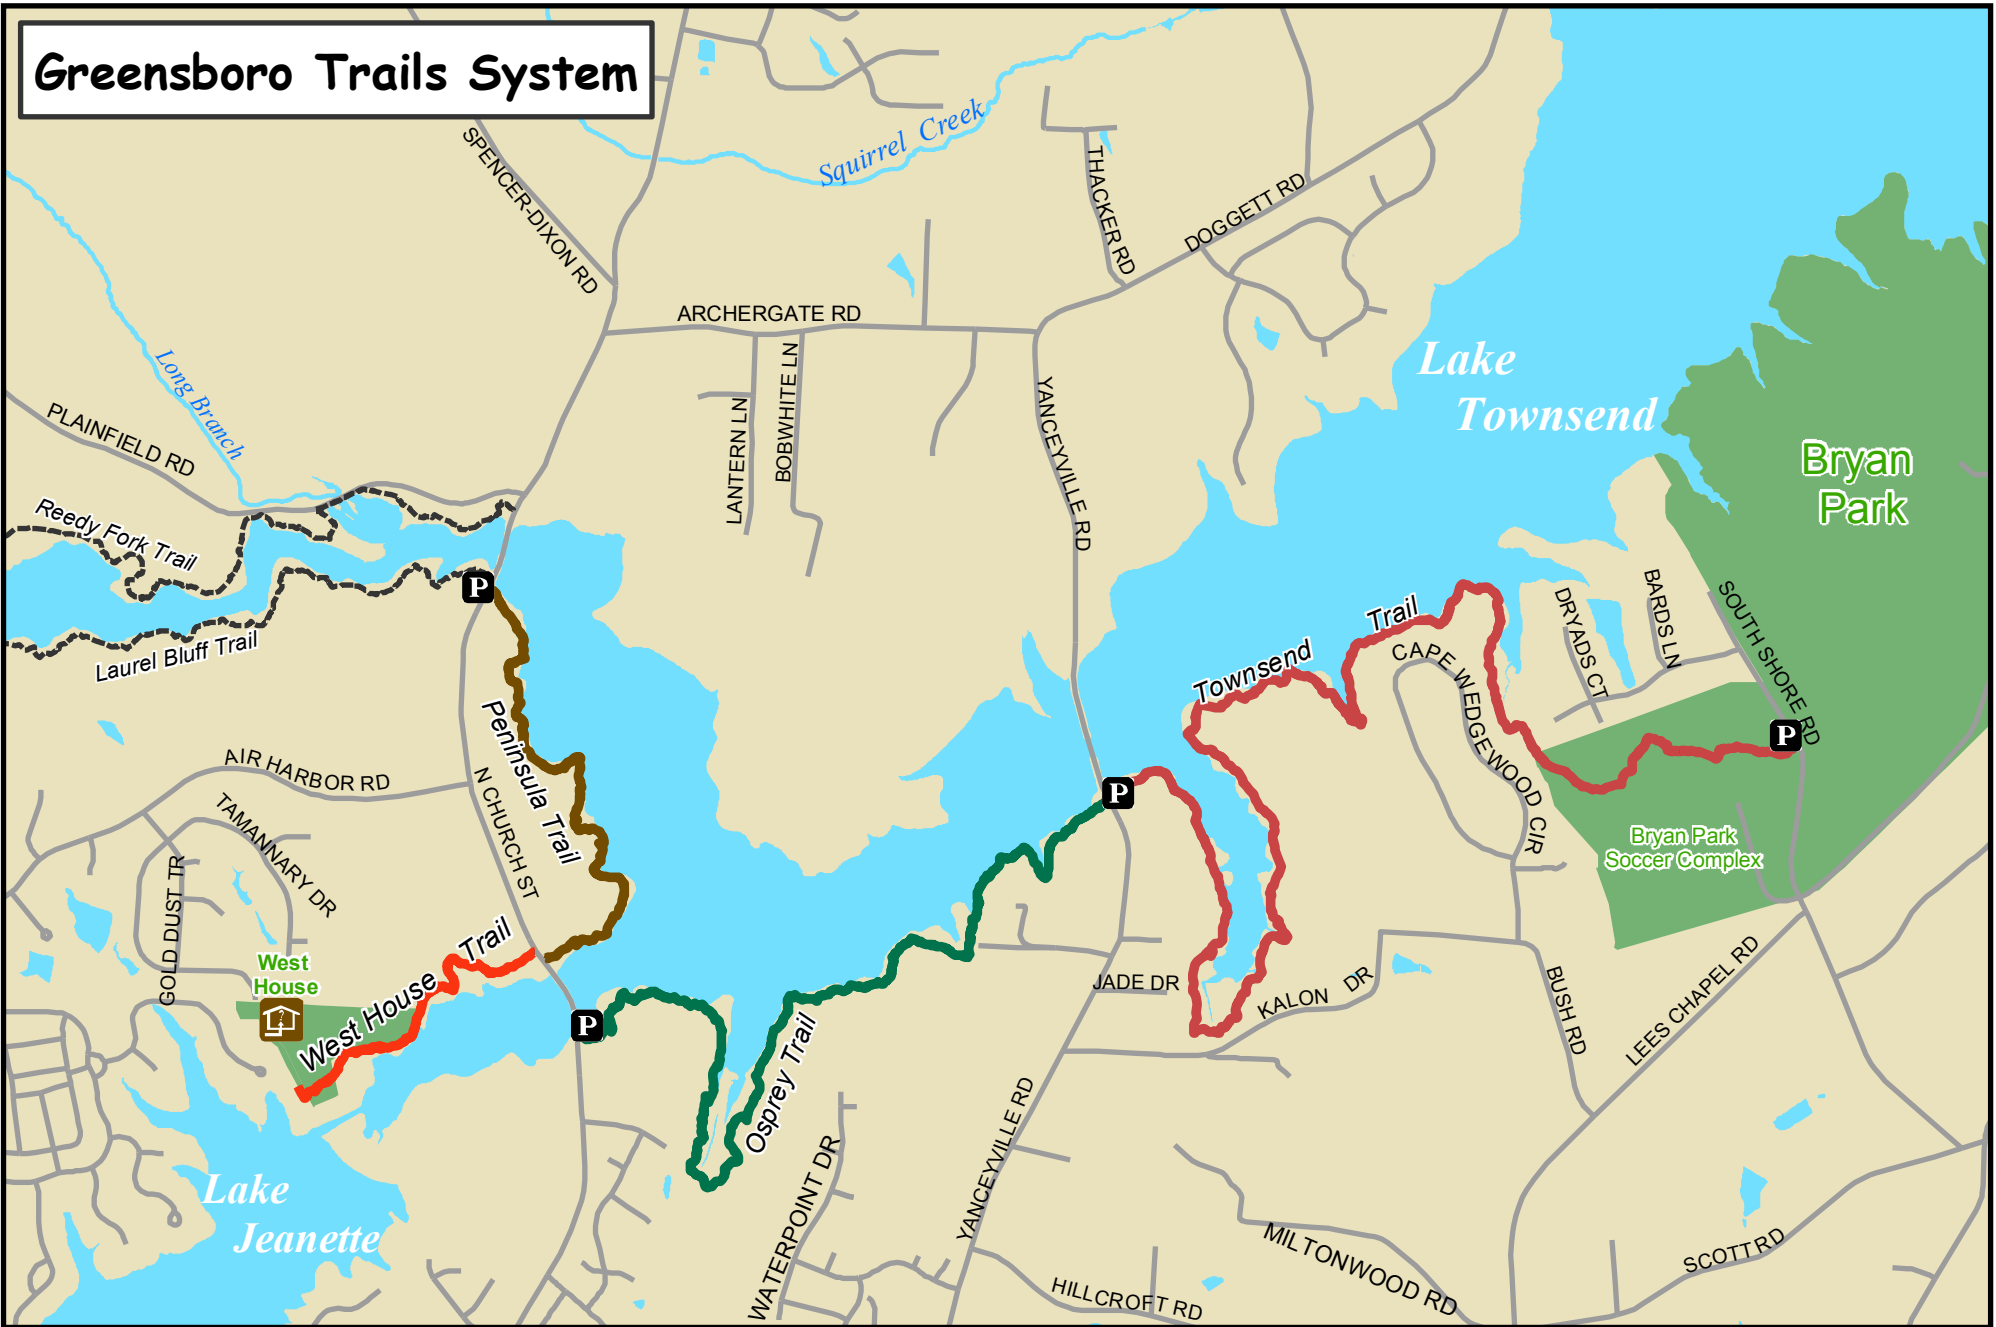 Greensboro Trails System
SPENCER-DIXON RD
Squirrel Creek
THACKER RD
DOGGETT RD
ARCHERGATE RD
Long Branch
PLAINFIELD RD
LANTERN LN
BOBWHITE LN
YANCEYVILLE RD
Lake
Townsend
Bryan
Park
Reedy Fork Trail
Laurel Bluff Trail
P
Peninsula Trail
Townsend Trail
CAPE WEDGEWOOD CIR
DRYADS CT
BARDS LN
SOUTH SHORE RD
P
AIR HARBOR RD
TAMANNARY DR
GOLD DUST TR
N CHURCH ST
P
Bryan Park
Soccer Complex
West
House
West House Trail
P
Osprey Trail
JADE DR
KALON DR
BUSH RD
LEES CHAPEL RD
Lake
Jeanette
WATERPOINT DR
YANCEYVILLE RD
HILLCROFT RD
MILTONWOOD RD
SCOTT RD